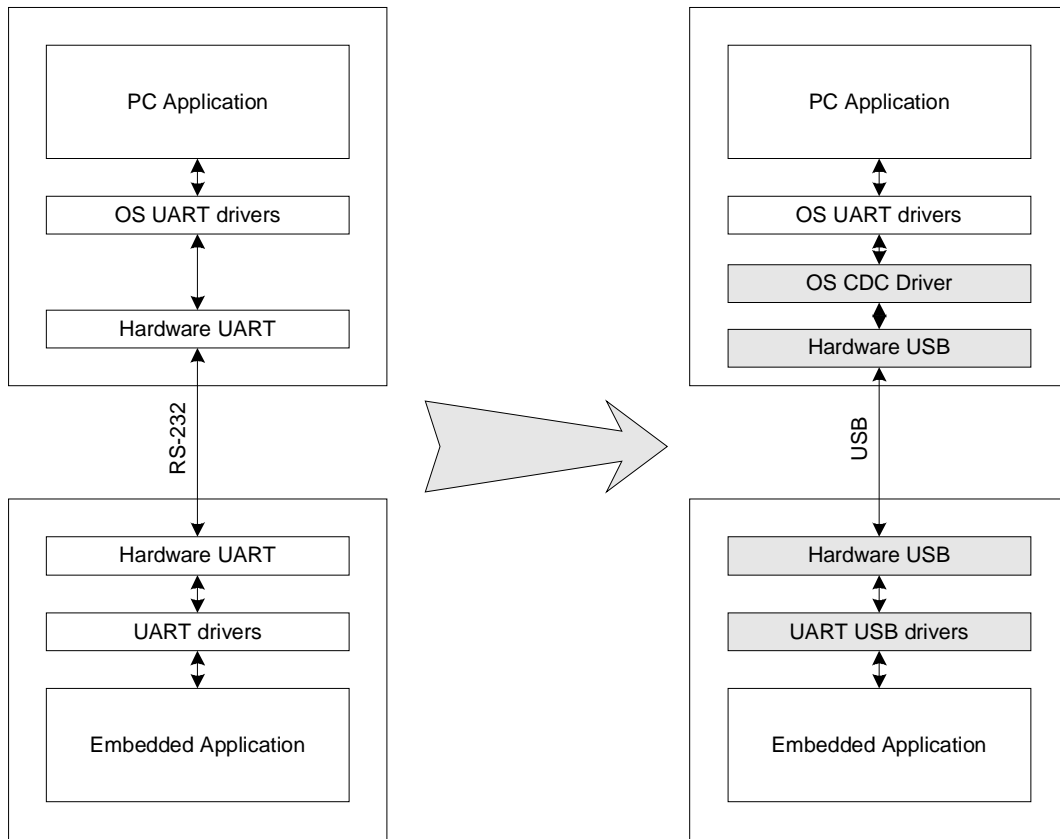 PC Application
OS UART drivers
Hardware UART
RS-232
Hardware UART
UART drivers
Embedded Application
PC Application
OS UART drivers
OS CDC Driver
Hardware USB
USB
Hardware USB
UART USB drivers
Embedded Application